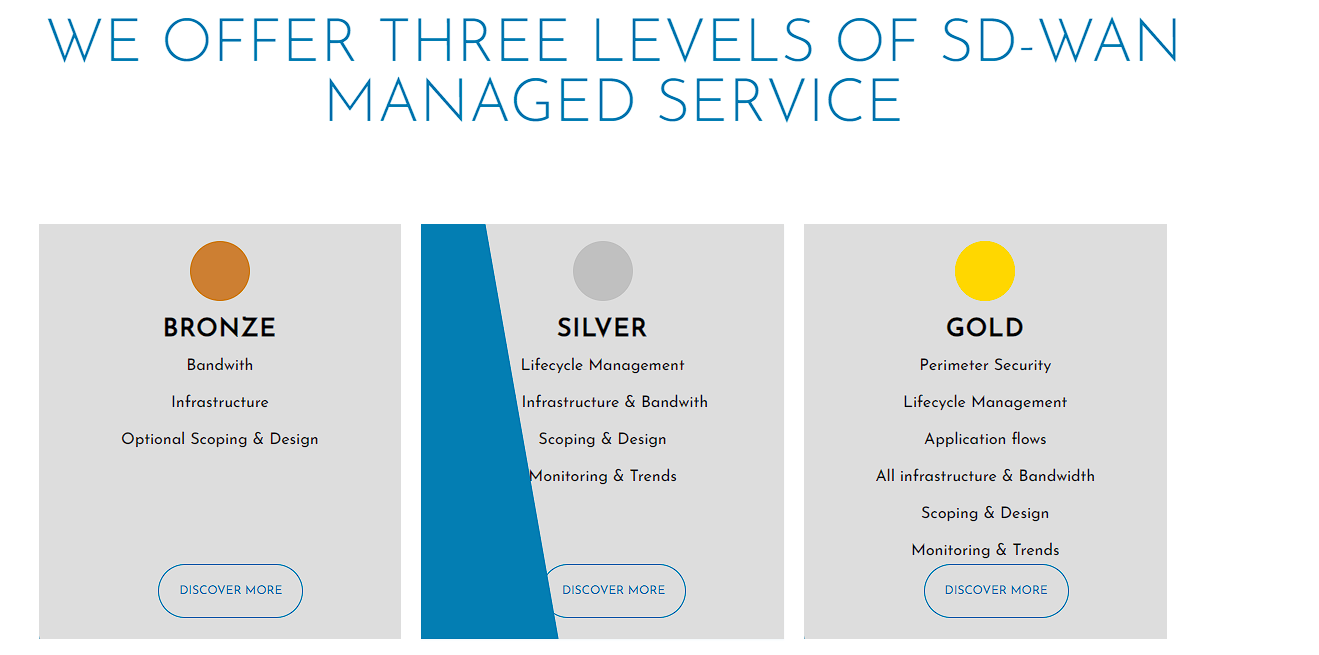 WE OFFER THREE LEVELS OF SD-WAN
MANAGED SERVICE
BRONZE
Bandwith
Infrastructure
Optional Scoping & Design
DISCOVER MORE
SILVER
Lifecycle Management
Infrastructure & Bandwith
Scoping & Design
Monitoring & Trends
DISCOVER MORE
GOLD
Perimeter Security
Lifecycle Management
Application flows
All infrastructure & Bandwidth
Scoping & Design
Monitoring & Trends
DISCOVER MORE